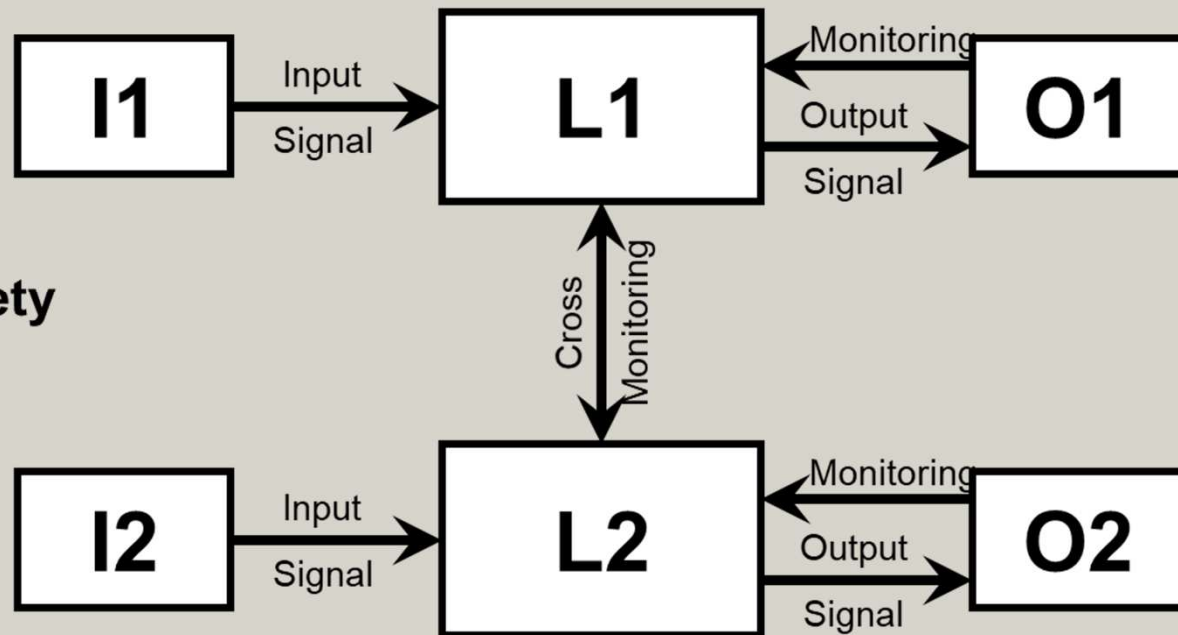 Monitoring
I1
Input
Signal
L1
Output
Signal
O1
ety
Cross
Monitoring
Monitoring
I2
Input
Signal
L2
Output
Signal
O2